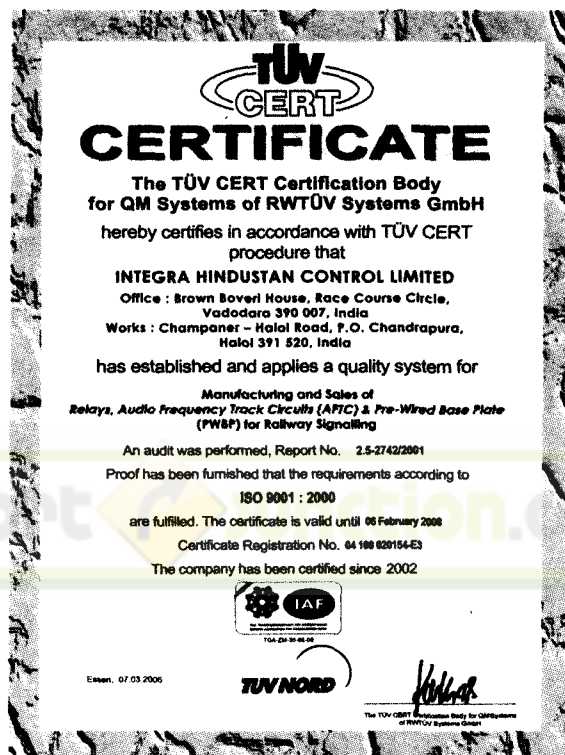 TÜV
CERT
CERTIFICATE
The TÜV CERT Certification Body
for QM Systems of RWTÜV Systems GmbH
hereby certifies in accordance with TÜV CERT
procedure that
INTEGRA HINDUSTAN CONTROL LIMITED
Office : Brown Boveri House, Race Course Circle,
Vadodara 390 007, India
Works : Champaner – Halol Road, P.O. Chandrapura,
Halol 391 520, India
has established and applies a quality system for
Manufacturing and Sales of
Relays, Audio Frequency Track Circuits (AFTC) & Pre-Wired Base Plate
(PWBP) for Railway Signalling
An audit was performed, Report No. 2.5-2742/2001
Proof has been furnished that the requirements according to
ISO 9001 : 2000
are fulfilled. The certificate is valid until 06 February 2008
Certificate Registration No. 04 100 020154-E3
The company has been certified since 2002
IAF
Essen, 07.03.2006
TÜV NORD
The TÜV CERT Certification Body for QM Systems
of RWTÜV Systems GmbH